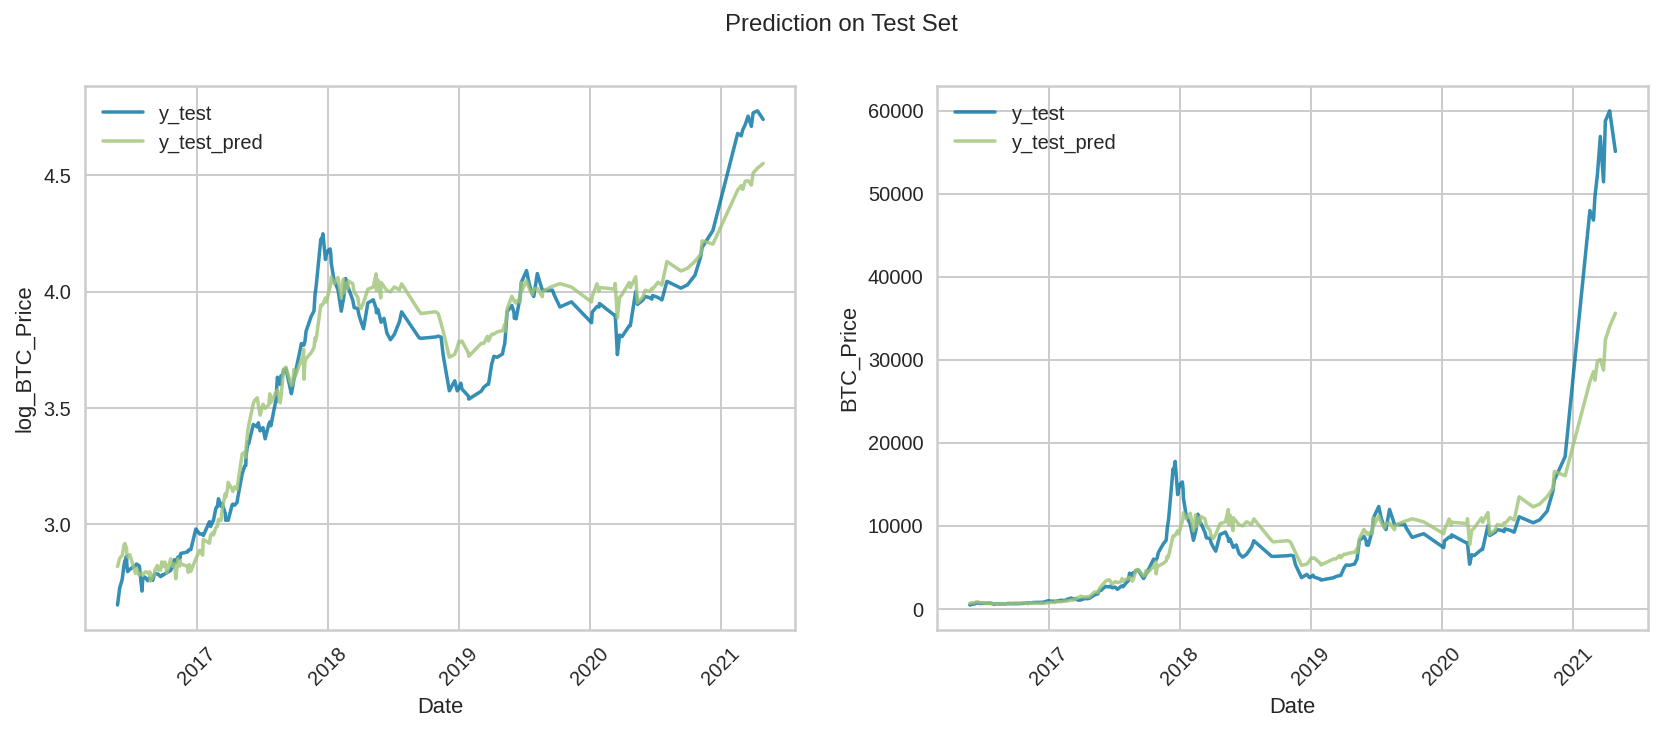 Prediction on Test Set
y_test
y_test_pred
4.5
4.0
3.5
3.0
log_BTC_Price
2017
2018
2019
2020
2021
Date
y_test
y_test_pred
60000
50000
40000
30000
20000
10000
0
BTC_Price
2017
2018
2019
2020
2021
Date